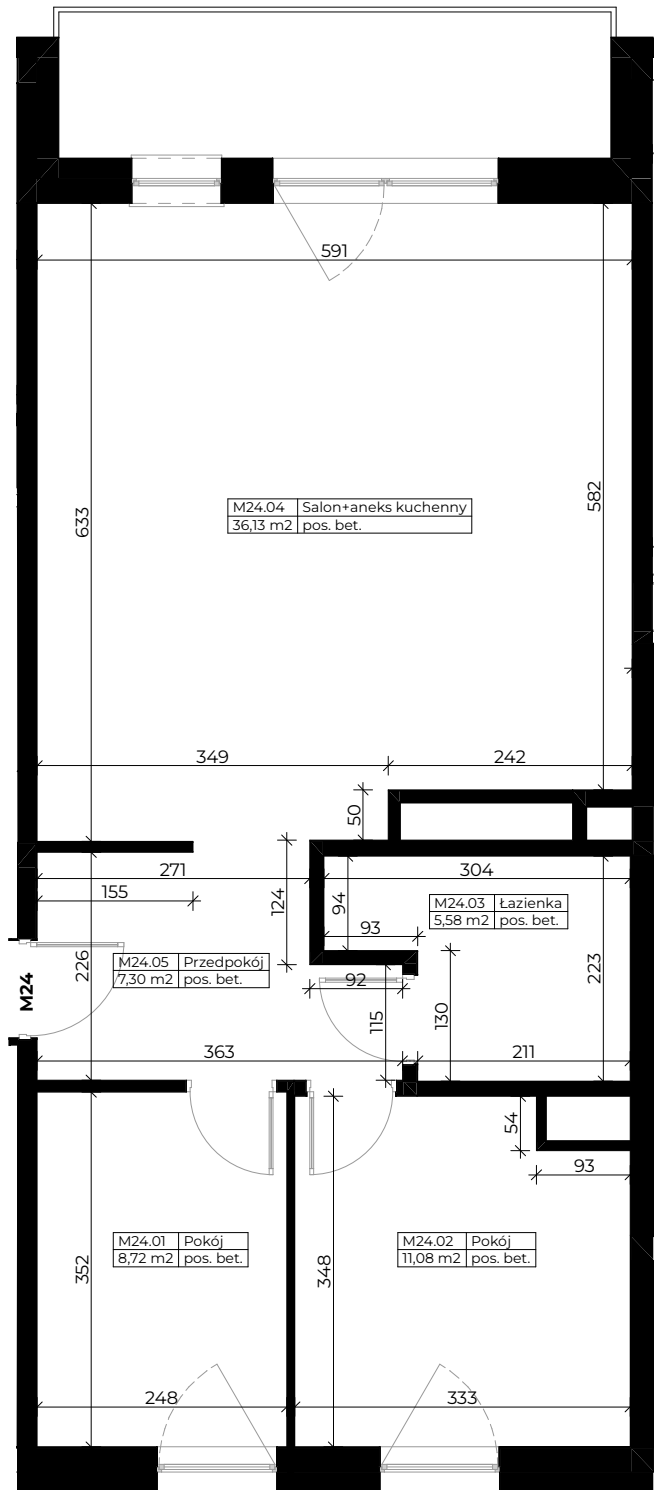 591
633
582
M24.04 Salon+aneks kuchenny
36,13 m2 pos. bet.
349
242
50
271
304
155
124
94
93
M24.03 Łazienka
5,58 m2 pos. bet.
M24
226
M24.05 Przedpokój
7,30 m2 pos. bet.
92
223
115
130
363
211
54
93
M24.01 Pokój
8,72 m2 pos. bet.
M24.02 Pokój
11,08 m2 pos. bet.
352
348
248
333